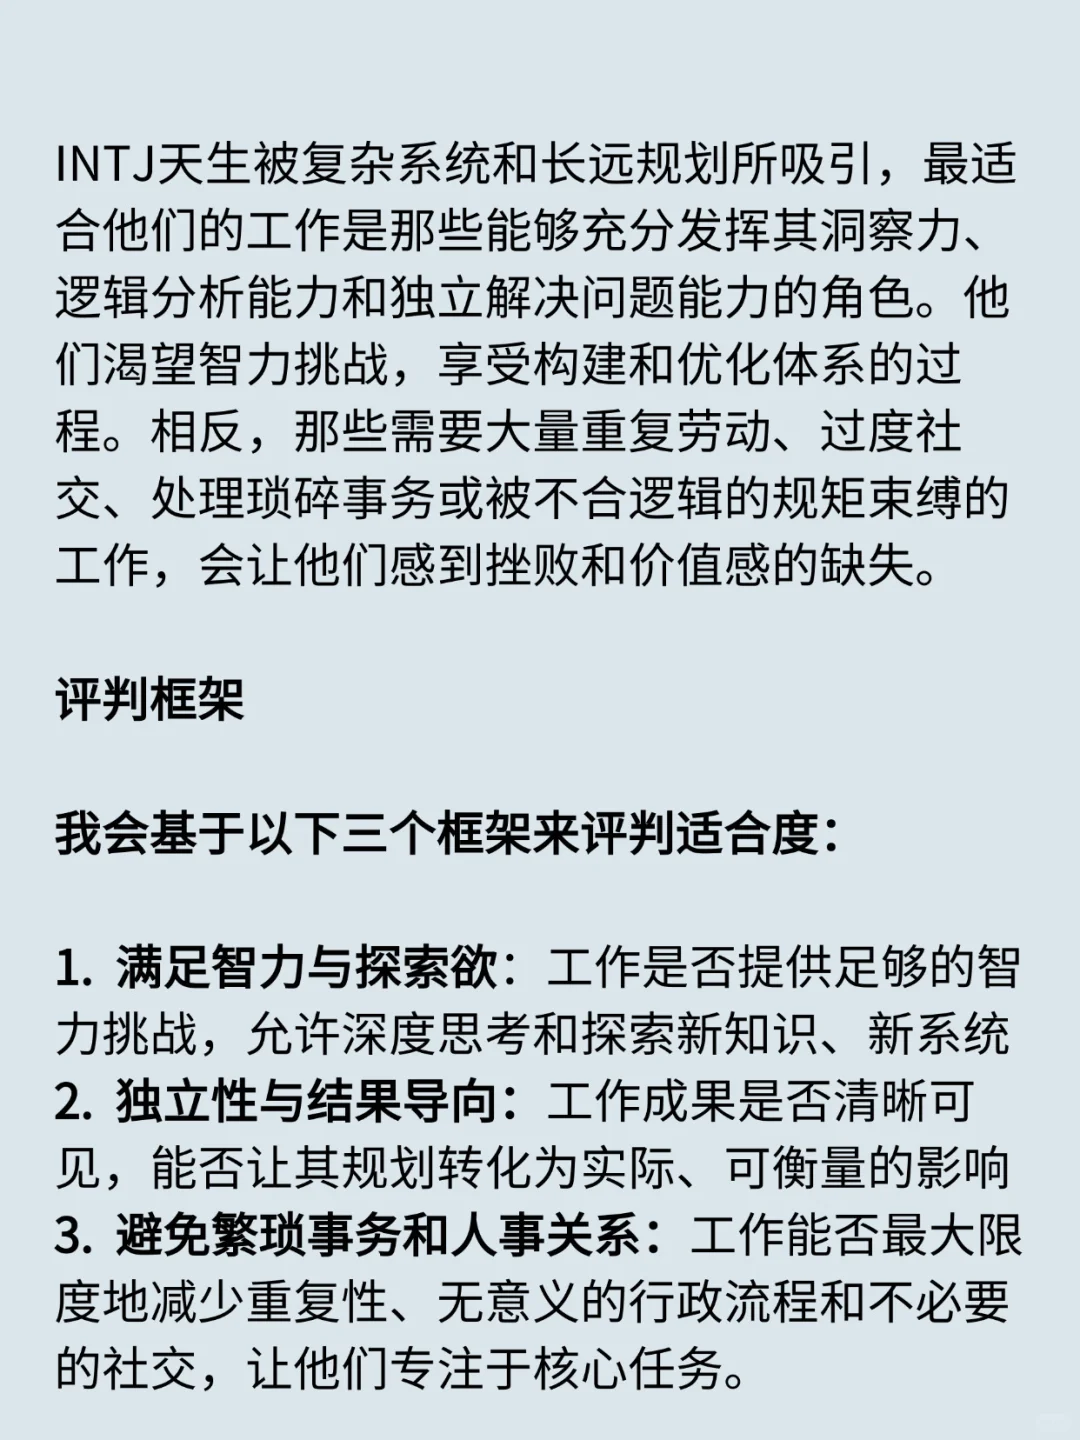 INTJ天生被复杂系统和长远规划所吸引，最适
合他们的工作是那些能够充分发挥其洞察力、
逻辑分析能力和独立解决问题能力的角色。他
们渴望智力挑战，享受构建和优化体系的过
程。相反，那些需要大量重复劳动、过度社
交、处理琐碎事务或被不合逻辑的规矩束缚的
工作，会让他们感到挫败和价值感的缺失。
评判框架
我会基于以下三个框架来评判适合度：
1. 满足智力与探索欲：工作是否提供足够的智
力挑战，允许深度思考和探索新知识、新系统
2. 独立性与结果导向：工作成果是否清晰可
见，能否让其规划转化为实际、可衡量的影响
3. 避免繁琐事务和人事关系：工作能否最大限
度地减少重复性、无意义的行政流程和不必要
的社交，让他们专注于核心任务。